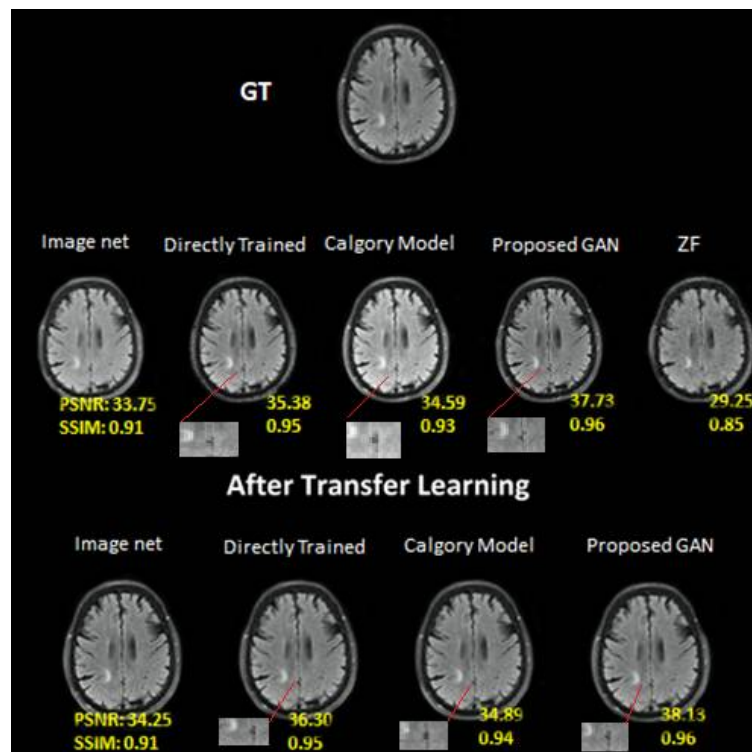 GT
Image net Directly Trained Calgory Model Proposed GAN ZF
PSNR: 33.75 35.38 34.59 37.73 29.25
SSIM: 0.91 0.95 0.93 0.96 0.85
After Transfer Learning
Image net Directly Trained Calgory Model Proposed GAN
PSNR: 34.25 36.30 34.89 38.13
SSIM: 0.91 0.95 0.94 0.96